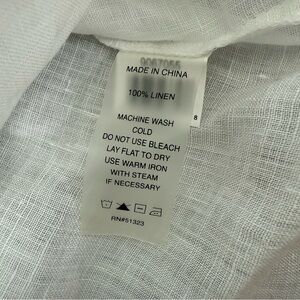 MADE IN CHINA
100% LINEN
8
MACHINE WASH
COLD
DO NOT USE BLEACH
LAY FLAT TO DRY
USE WARM IRON
WITH STEAM
IF NECESSARY
RN#51323